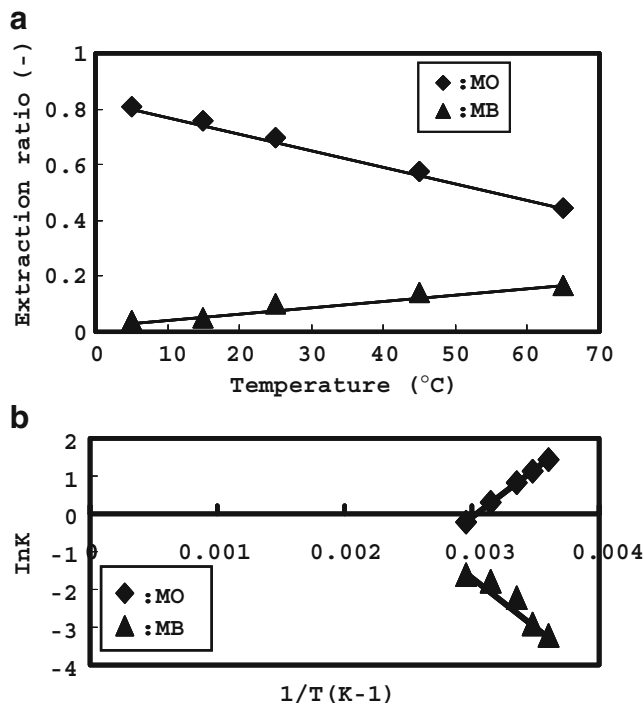 a
Extraction ratio (-)
1
0.8
0.6
0.4
0.2
0
:MO
:MB
0 10 20 30 40 50 60 70
Temperature (°C)
b
lnK
2
1
0
-1
-2
-3
-4
0 0.001 0.002 0.003 0.004
:MO
:MB
1/T(K-1)